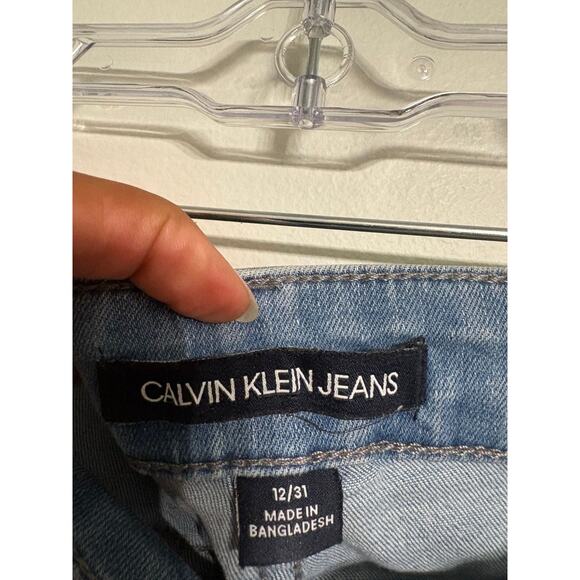 CALVIN KLEIN JEANS
12/31
MADE IN
BANGLADESH